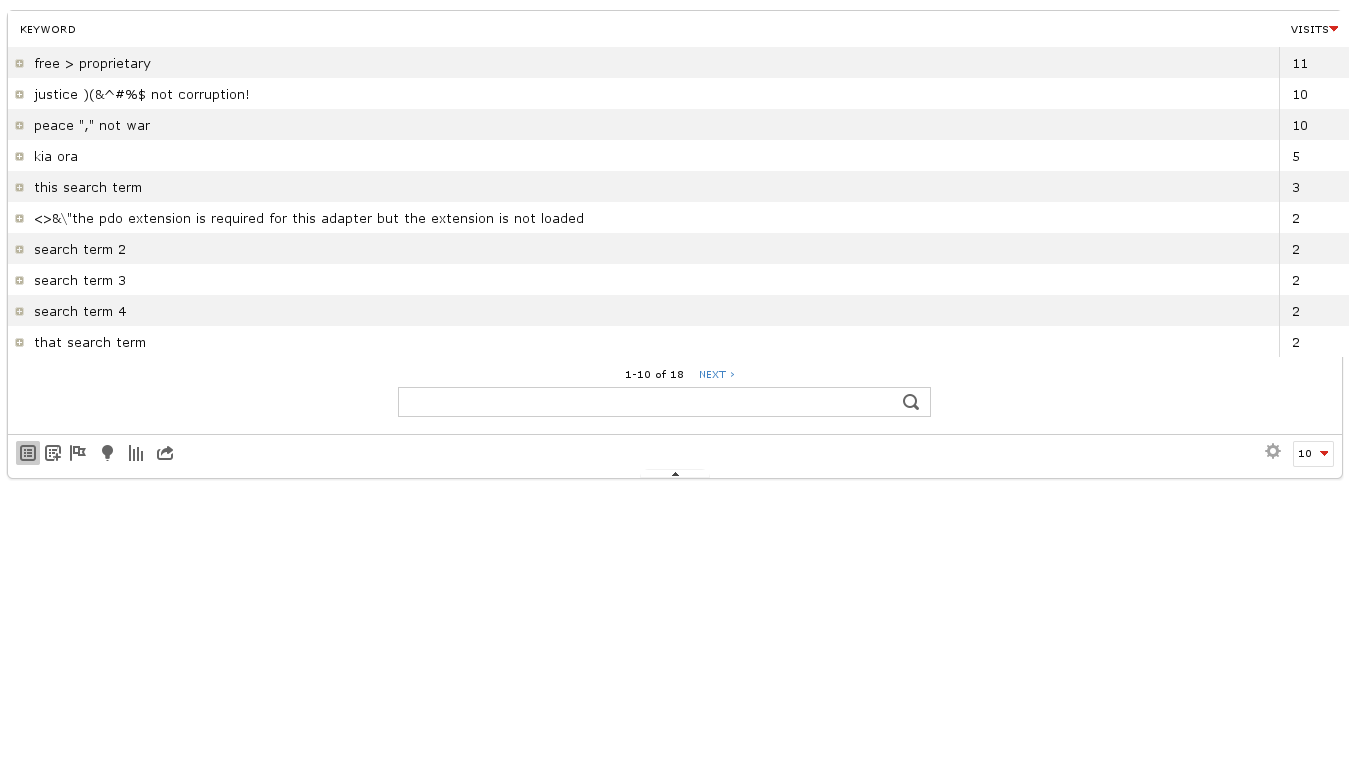 KEYWORD VISITS
free > proprietary 11
justice )(&^#%$ not corruption! 10
peace "," not war 10
kia ora 5
this search term 3
<>&\"the pdo extension is required for this adapter but the extension is not loaded 2
search term 2 2
search term 3 2
search term 4 2
that search term 2
1-10 of 18 NEXT ›
10